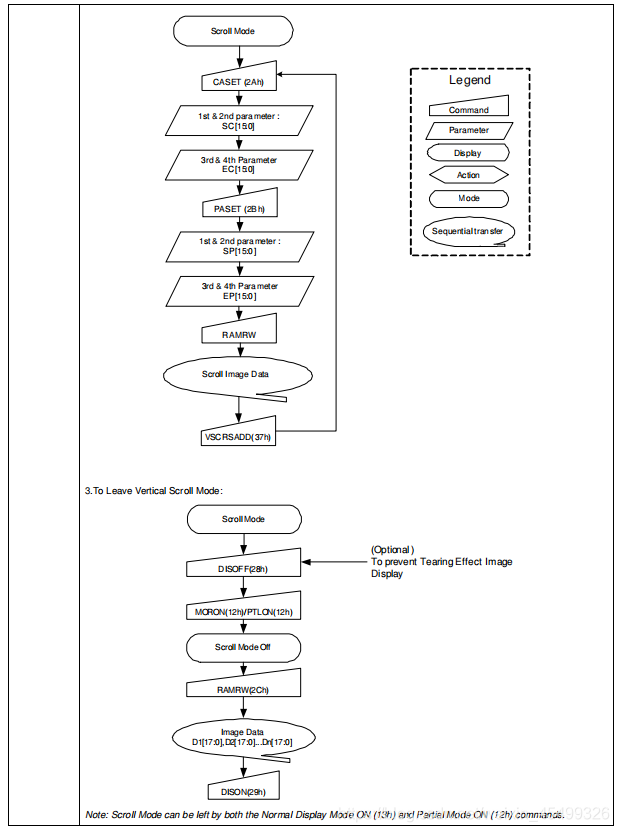 Scroll Mode
CASET (2Ah)
1st & 2nd parameter :
SC[15:0]
3rd & 4th Parameter
EC[15:0]
PASET (2Bh)
1st & 2nd parameter :
SP[15:0]
3rd & 4th Parameter
EP[15:0]
RAMRW
Scroll Image Data
VSCRSADD(37h)
Legend
Command
Parameter
Display
Action
Mode
Sequential transfer
3.To Leave Vertical Scroll Mode:
Scroll Mode
DISOFF(28h)
(Optional)
To prevent Tearing Effect Image
Display
MORON(12h)/PTLON(12h)
Scroll Mode Off
RAMRW(2Ch)
Image Data
D1[17:0],D2[17:0]...Dn[17:0]
DISON(29h)
Note: Scroll Mode can be left by both the Normal Display Mode ON (13h) and Partial Mode ON (12h) commands.